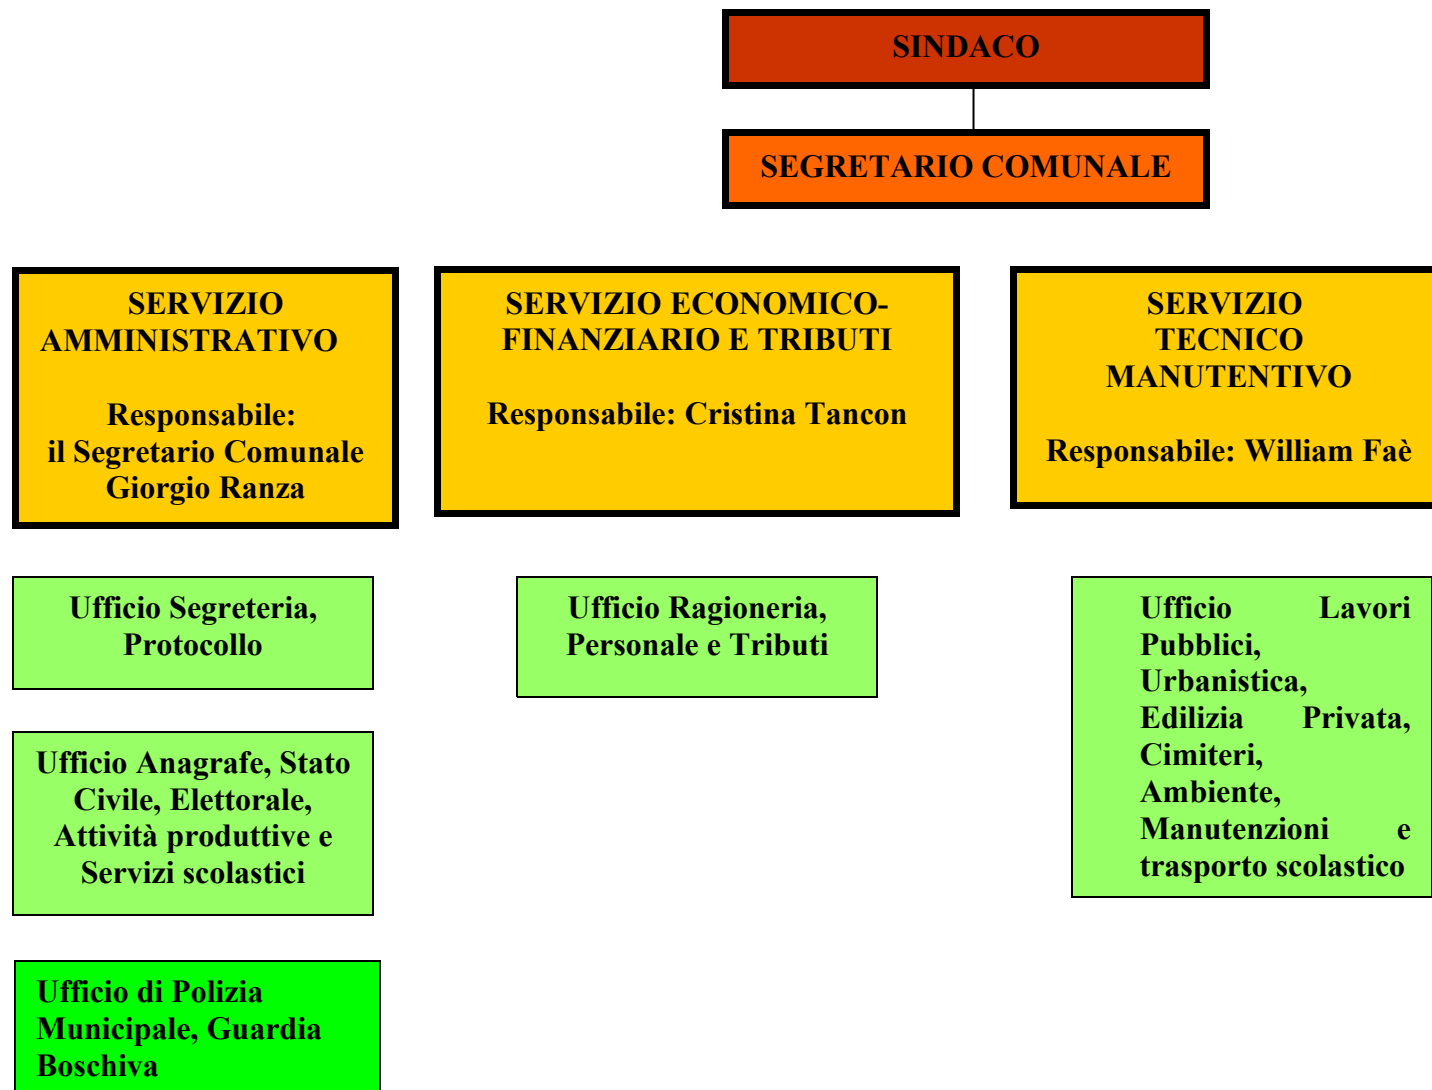 SINDACO
SEGRETARIO COMUNALE
SERVIZIO
AMMINISTRATIVO
Responsabile:
il Segretario Comunale
Giorgio Ranza
SERVIZIO ECONOMICO-
FINANZIARIO E TRIBUTI
Responsabile: Cristina Tancon
SERVIZIO
TECNICO
MANUTENTIVO
Responsabile: William Faè
Ufficio Segreteria,
Protocollo
Ufficio Ragioneria,
Personale e Tributi
Ufficio Lavori
Pubblici,
Urbanistica,
Edilizia Privata,
Cimiteri,
Ambiente,
Manutenzioni e
trasporto scolastico
Ufficio Anagrafe, Stato
Civile, Elettorale,
Attività produttive e
Servizi scolastici
Ufficio di Polizia
Municipale, Guardia
Boschiva